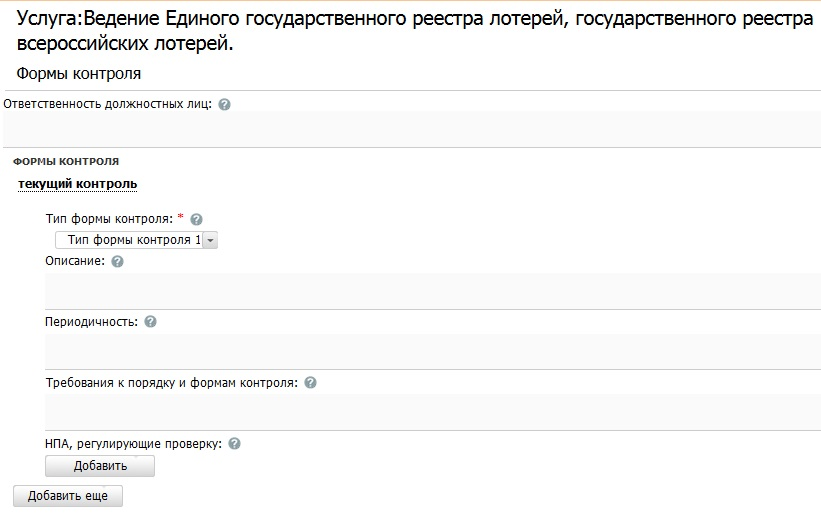 Услуга:Ведение Единого государственного реестра лотерей, государственного реестра
всероссийских лотерей.
Формы контроля
Ответственность должностных лиц: ?
ФОРМЫ КОНТРОЛЯ
текущий контроль
Тип формы контроля: * ?
Тип формы контроля 1
Описание: ?
Периодичность: ?
Требования к порядку и формам контроля: ?
НПА, регулирующие проверку: ?
Добавить
Добавить еще